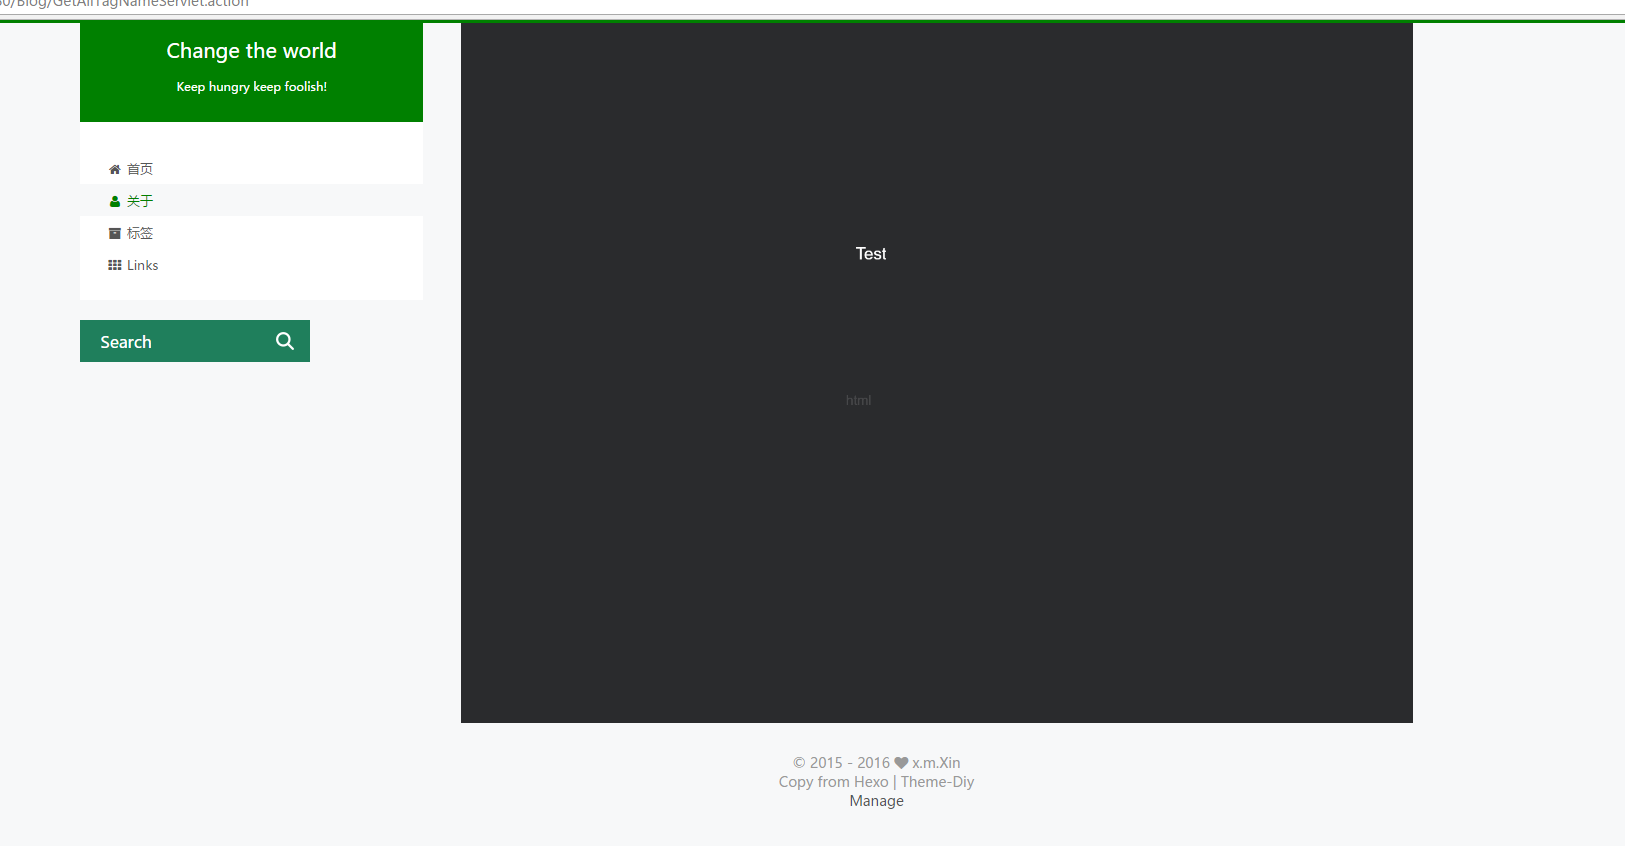 /Blog/GetAllTagNameServlet.action
Change the world
Keep hungry keep foolish!
首页
关于
标签
Links
Search
Test
html
© 2015 - 2016 ♥ x.m.Xin
Copy from Hexo | Theme-Diy
Manage